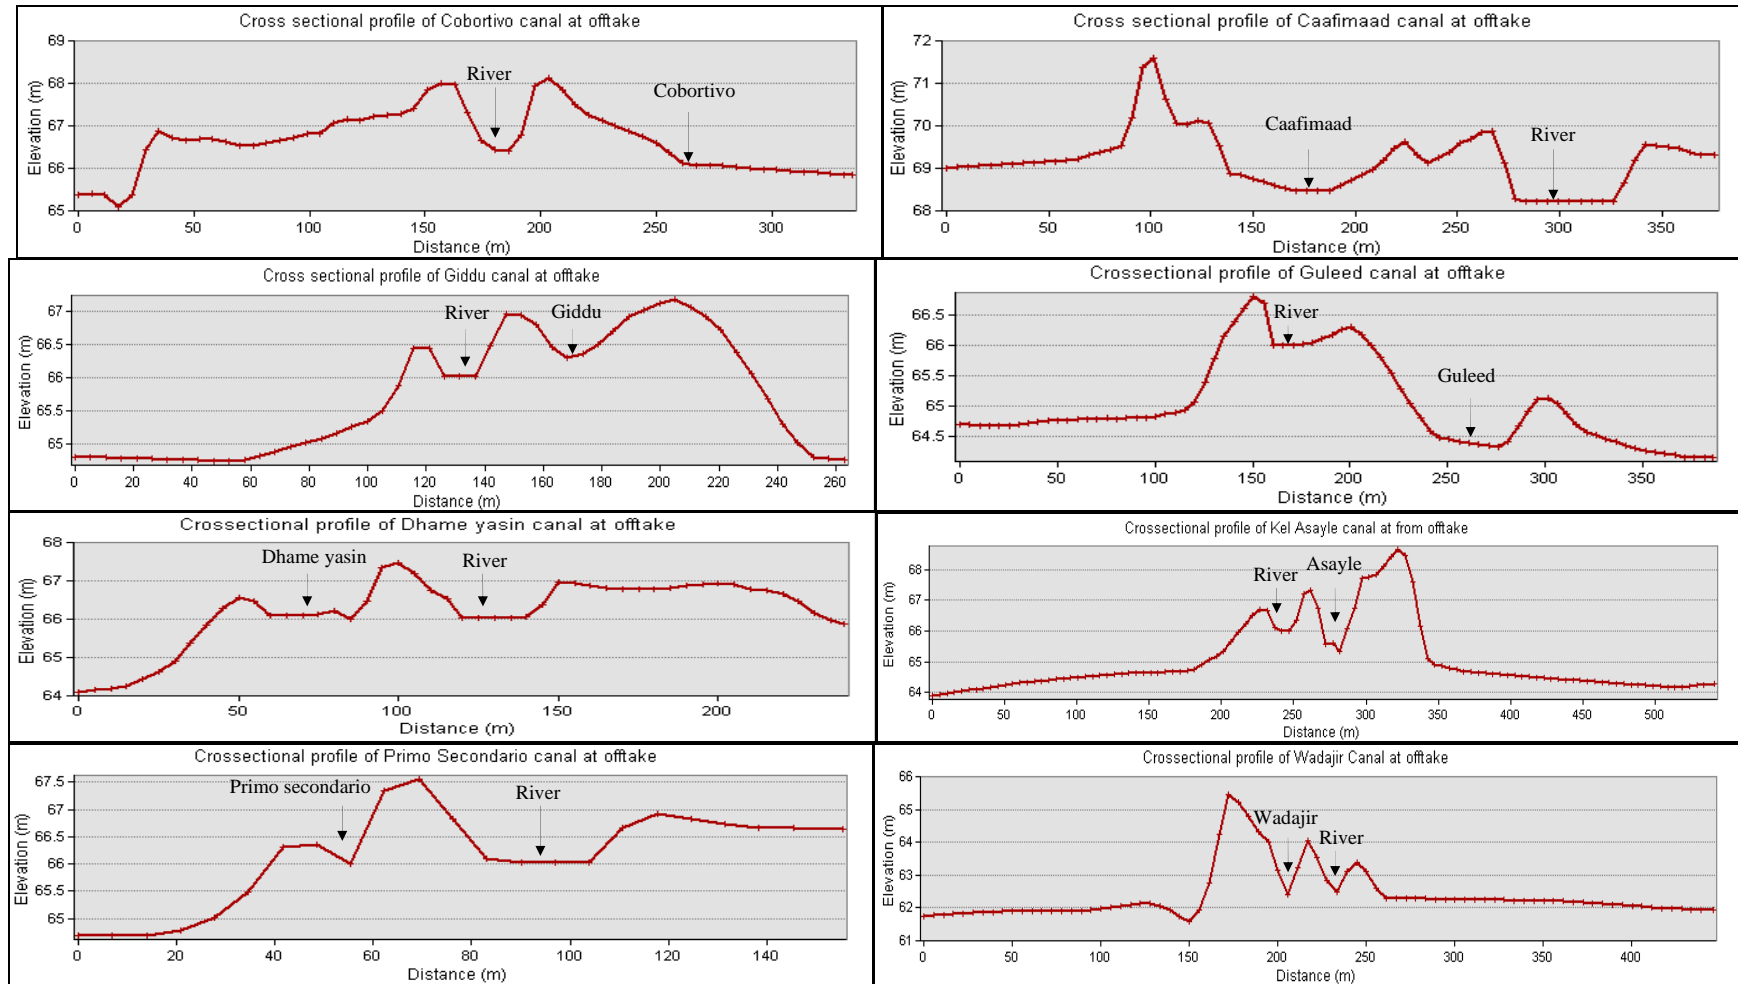 Cross sectional profile of Cobortivo canal at offtake
69
68
67
66
65
Elevation (m)
River
Cobortivo
0 50 100 150 200 250 300
Distance (m)
Cross sectional profile of Caafimaad canal at offtake
72
71
70
69
68
Elevation (m)
Caafimaad
River
0 50 100 150 200 250 300 350
Distance (m)
Cross sectional profile of Giddu canal at offtake
67
66.5
66
65.5
65
Elevation (m)
River
Giddu
0 20 40 60 80 100 120 140 160 180 200 220 240 260
Distance (m)
Crossectional profile of Guleed canal at offtake
66.5
66
65.5
65
64.5
Elevation (m)
River
Guleed
0 50 100 150 200 250 300 350
Distance (m)
Crossectional profile of Dhame yasin canal at offtake
68
67
66
65
64
Elevation (m)
Dhame yasin
River
0 50 100 150 200
Distance (m)
Crossectional profile of Kel Asayle canal at from offtake
68
67
66
65
64
Elevation (m)
River
Asayle
0 50 100 150 200 250 300 350 400 450 500
Distance (m)
Crossectional profile of Primo Secondario canal at offtake
67.5
67
66.5
66
65.5
65
Elevation (m)
Primo secondario
River
0 20 40 60 80 100 120 140
Distance (m)
Crossectional profile of Wadajir Canal at offtake
66
65
64
63
62
61
Elevation (m)
Wadajir
River
0 50 100 150 200 250 300 350 400
Distance (m)